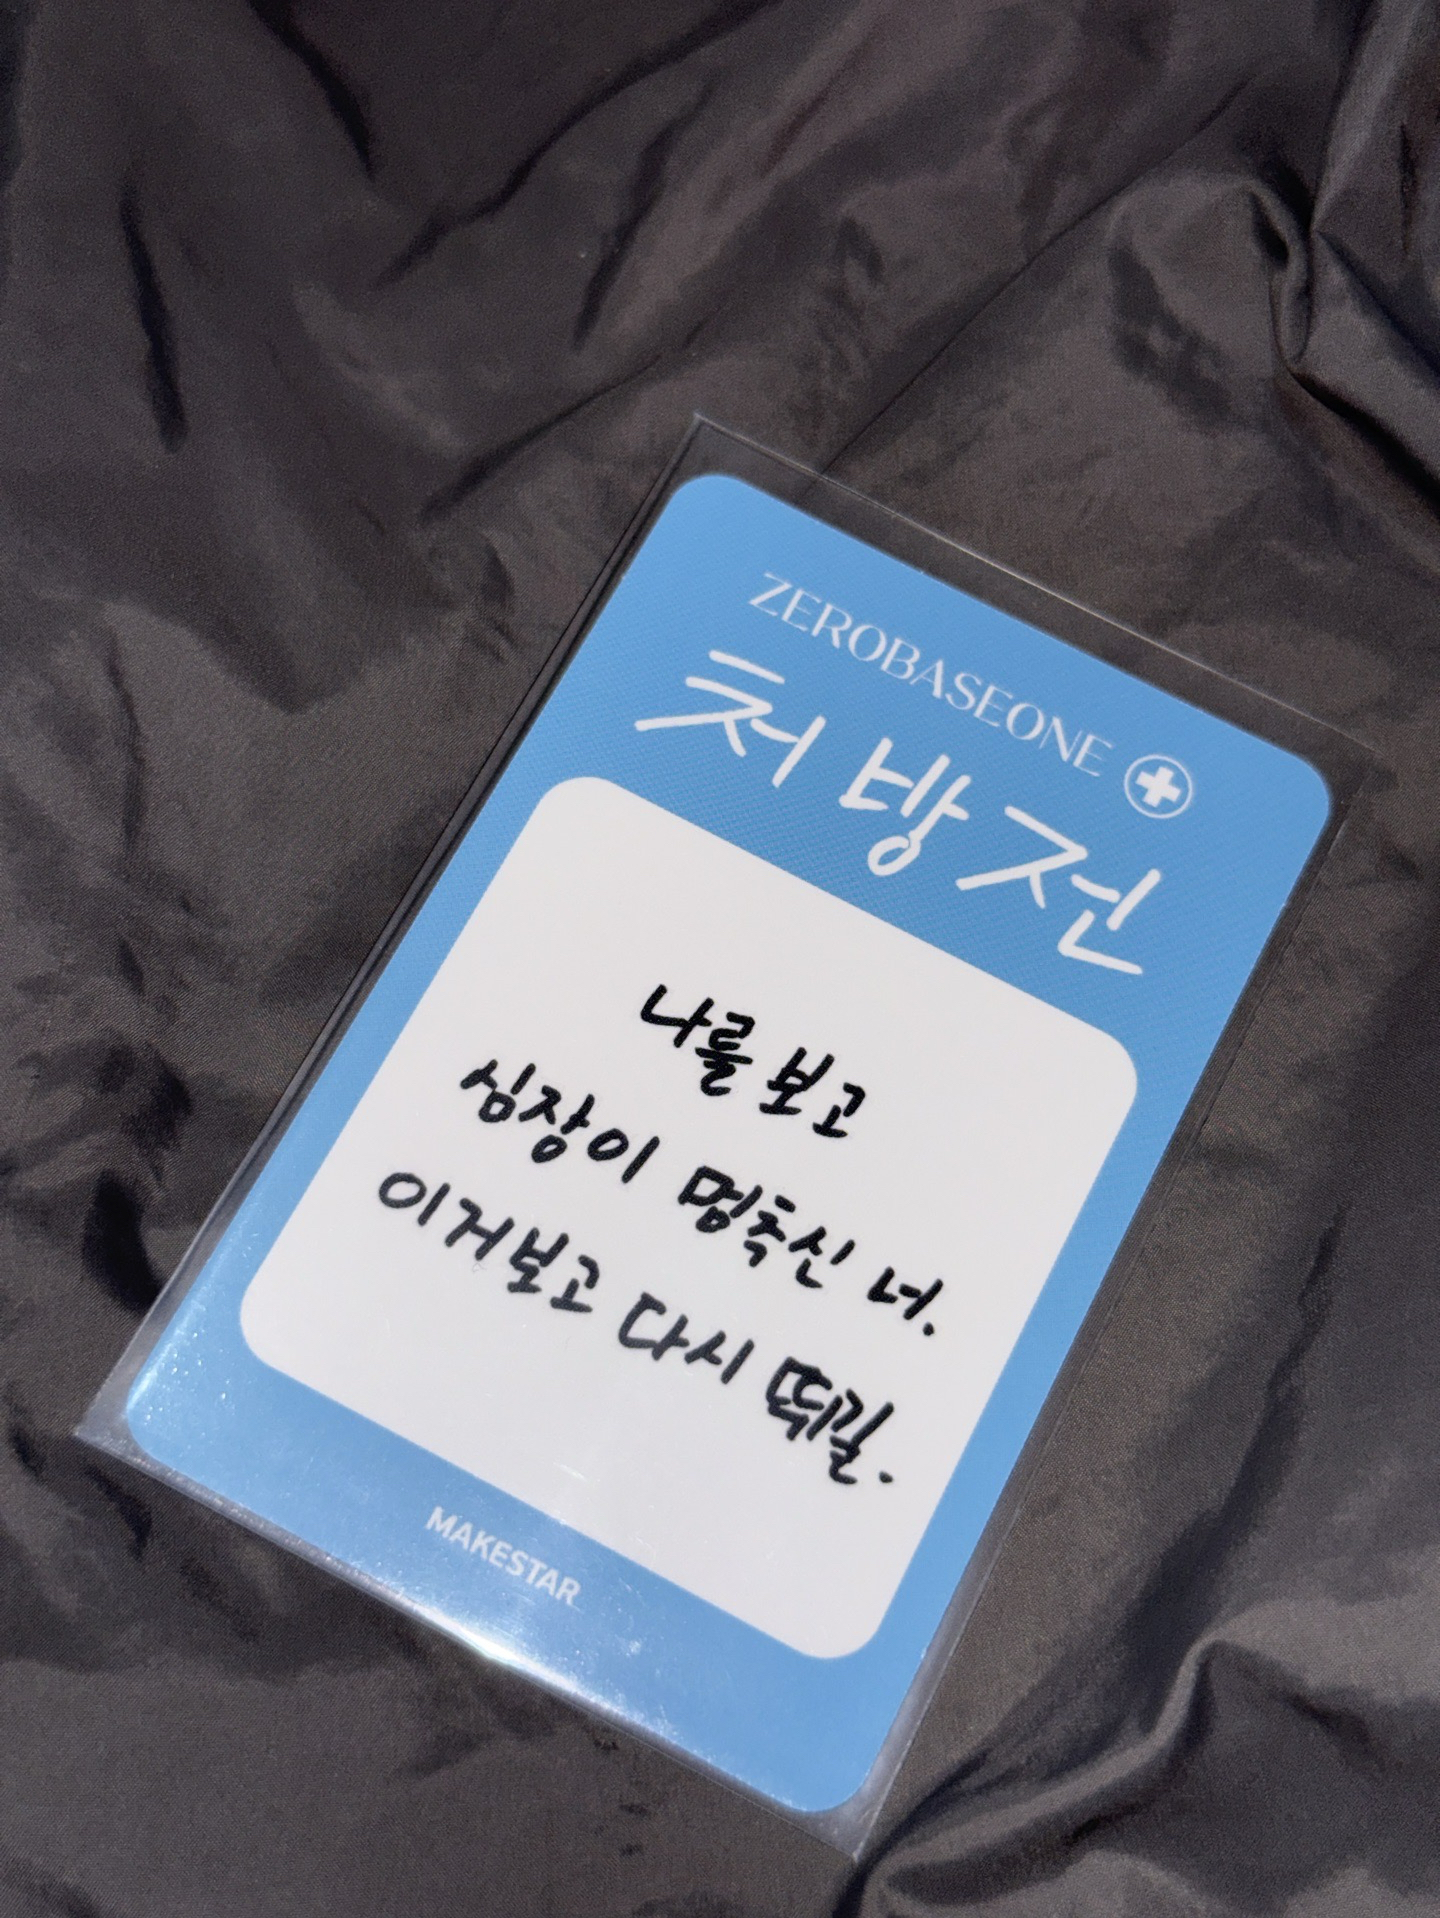 ZEROBASEONE
처방전
나를 보고
심장이 멈춰신 너.
이거보고 다시 뛰길.
MAKESTAR